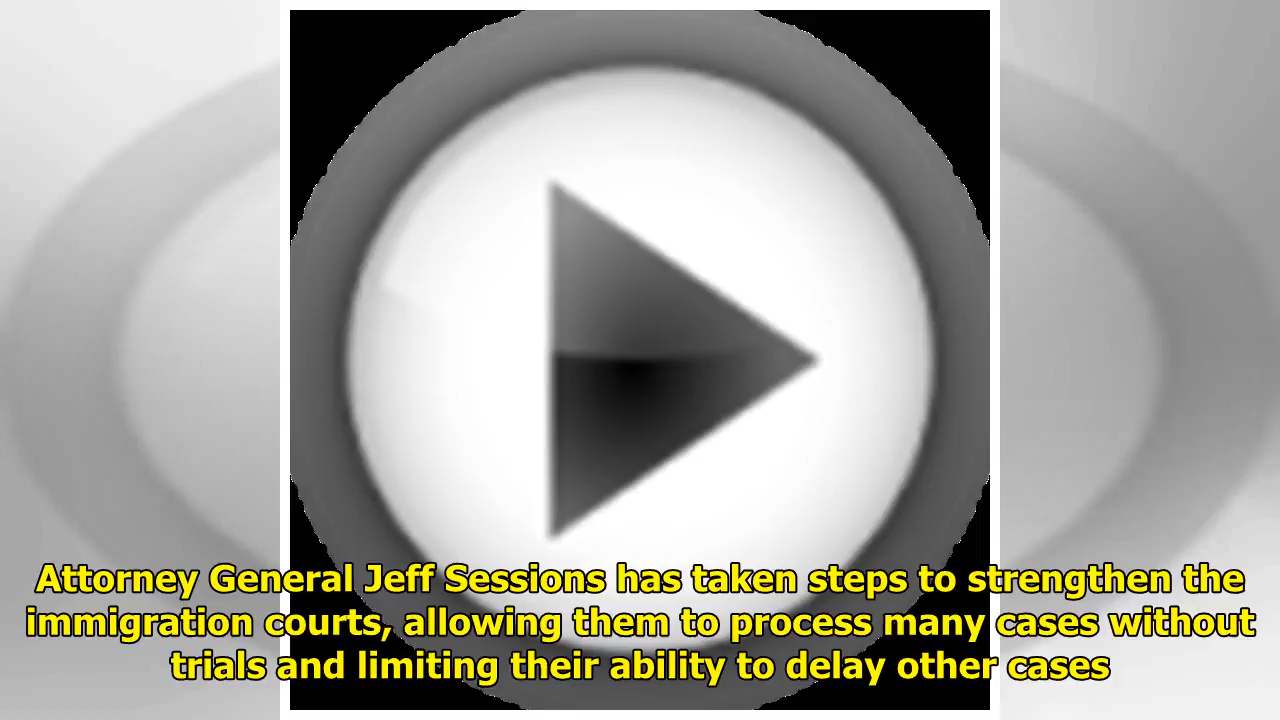 Attorney General Jeff Sessions has taken steps to strengthen the
immigration courts, allowing them to process many cases without
trials and limiting their ability to delay other cases